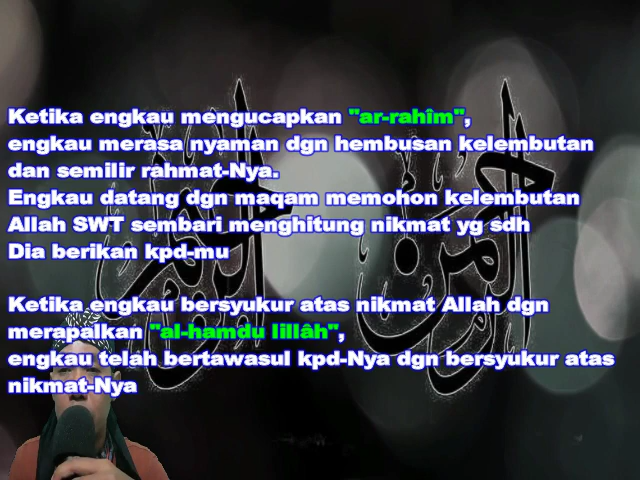 Ketika engkau mengucapkan "ar-rahîm",
engkau merasa nyaman dgn hembusan kelembutan
dan semilir rahmat-Nya.
Engkau datang dgn maqam memohon kelembutan
Allah SWT sembari menghitung nikmat yg sdh
Dia berikan kpd-mu
Ketika engkau bersyukur atas nikmat Allah dgn
merapalkan "al-hamdu lillâh",
engkau telah bertawasul kpd-Nya dgn bersyukur atas
nikmat-Nya
الرحيم الرحمن